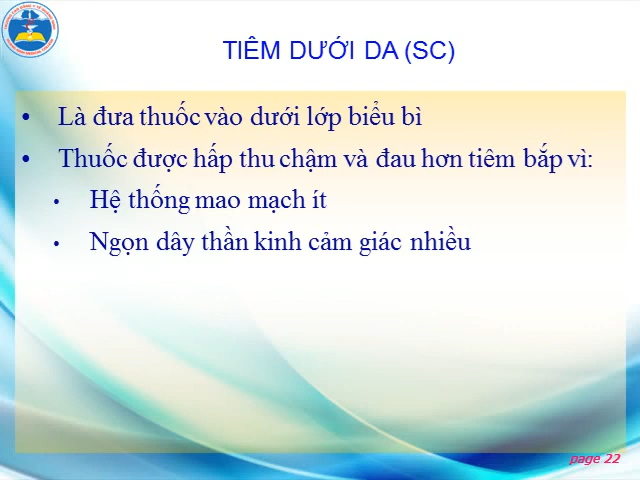 TIÊM DƯỚI DA (SC)
• Là đưa thuốc vào dưới lớp biểu bì
• Thuốc được hấp thu chậm và đau hơn tiêm bắp vì:
• Hệ thống mao mạch ít
• Ngọn dây thần kinh cảm giác nhiều
page 22